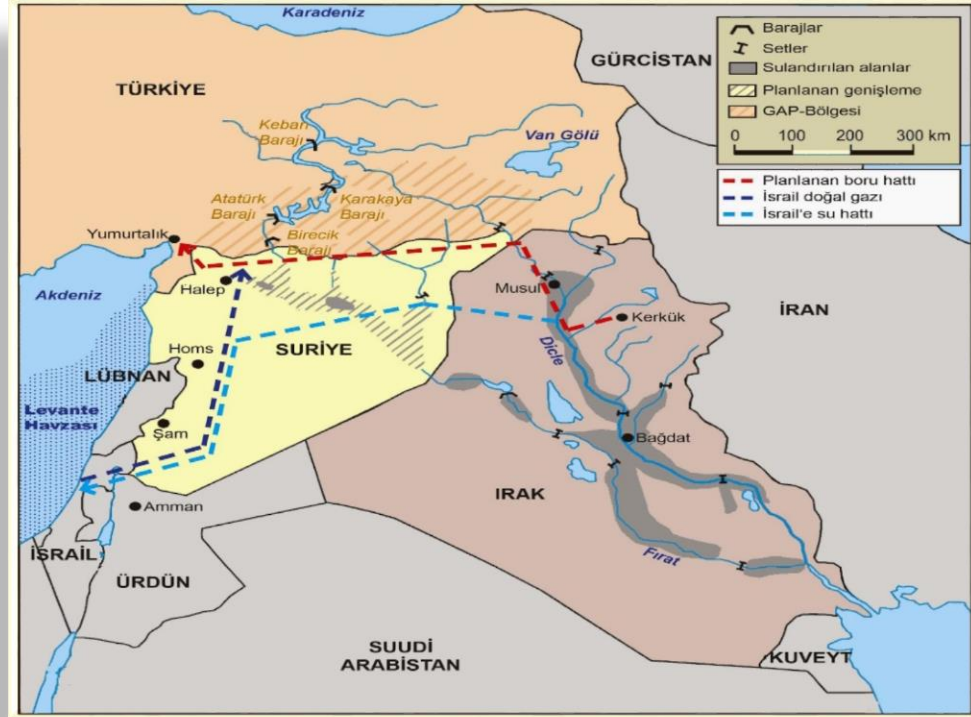 Karadeniz
Barajlar
Setler
Sulandırılan alanlar
Planlanan genişleme
GAP-Bölgesi
0 100 200 300 km
Planlanan boru hattı
İsrail doğal gazı
İsrail'e su hattı
GÜRCİSTAN
TÜRKİYE
Keban
Barajı
Van Gölü
Atatürk
Barajı
Karakaya
Barajı
Birecik
Barajı
Yumurtalık
Halep
Musul
Kerkük
İRAN
Akdeniz
Dicle
Homs
SURİYE
LÜBNAN
Levante
Havzası
Şam
Bağdat
Amman
IRAK
İSRAİL
ÜRDÜN
Fırat
SUUDİ
ARABİSTAN
KUVEYT